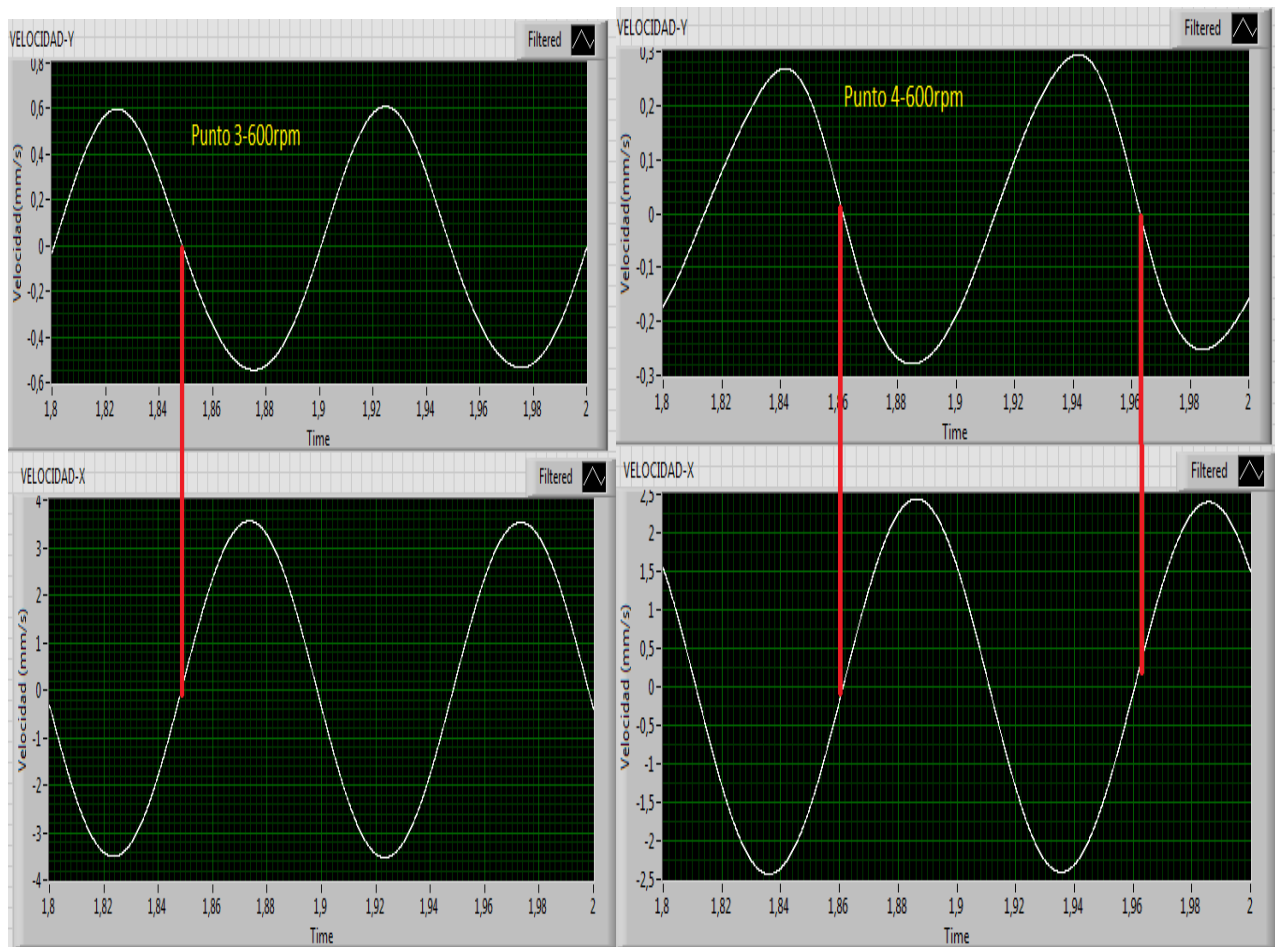 VELOCIDAD-Y
Filtered
Velocidad(mm/s)
0,8-
0,6-
0,4-
0,2-
0-
-0,2-
-0,4-
-0,6-
Punto 3-600rpm
1,8 1,82 1,84 1,86 1,88 1,9 1,92 1,94 1,96 1,98 2
Time
VELOCIDAD-Y
Filtered
Velocidad(mm/s)
0,3-
0,2-
0,1-
0-
-0,1-
-0,2-
-0,3-
Punto 4-600rpm
1,8 1,82 1,84 1,86 1,88 1,9 1,92 1,94 1,96 1,98 2
Time
VELOCIDAD-X
Filtered
Velocidad (mm/s)
4-
3-
2-
1-
0-
-1-
-2-
-3-
-4-
1,8 1,82 1,84 1,86 1,88 1,9 1,92 1,94 1,96 1,98 2
Time
VELOCIDAD-X
Filtered
Velocidad (mm/s)
2,5-
2-
1,5-
1-
0,5-
0-
-0,5-
-1-
-1,5-
-2-
-2,5-
1,8 1,82 1,84 1,86 1,88 1,9 1,92 1,94 1,96 1,98 2
Time